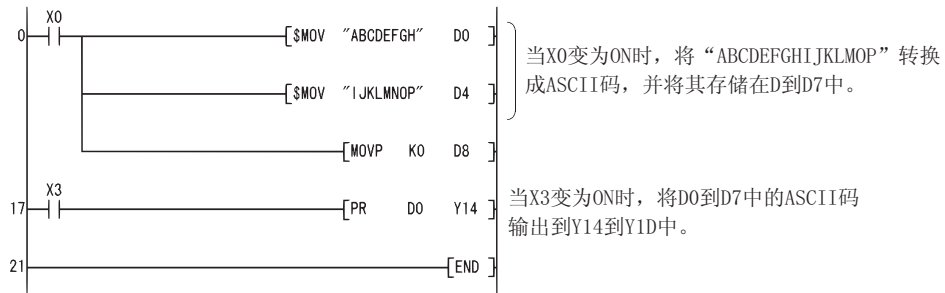 X0
0 [$MOV "ABCDEFGH" D0 ]
[$MOV "IJKLMNOP" D4 ]
当X0变为ON时，将“ABCDEFGHIJKLMOP”转换
成ASCII码，并将其存储在D到D7中。
[MOVP K0 D8 ]
X3
17 [PR D0 Y14 ]
当X3变为ON时，将D0到D7中的ASCII码
输出到Y14到Y1D中。
21 [END ]